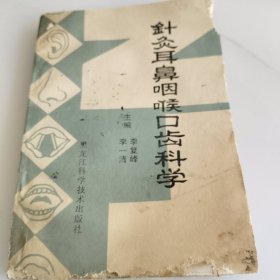 針灸耳鼻咽喉口齿科学
主编 李复峰
李一清
黑龙江科学技术出版社